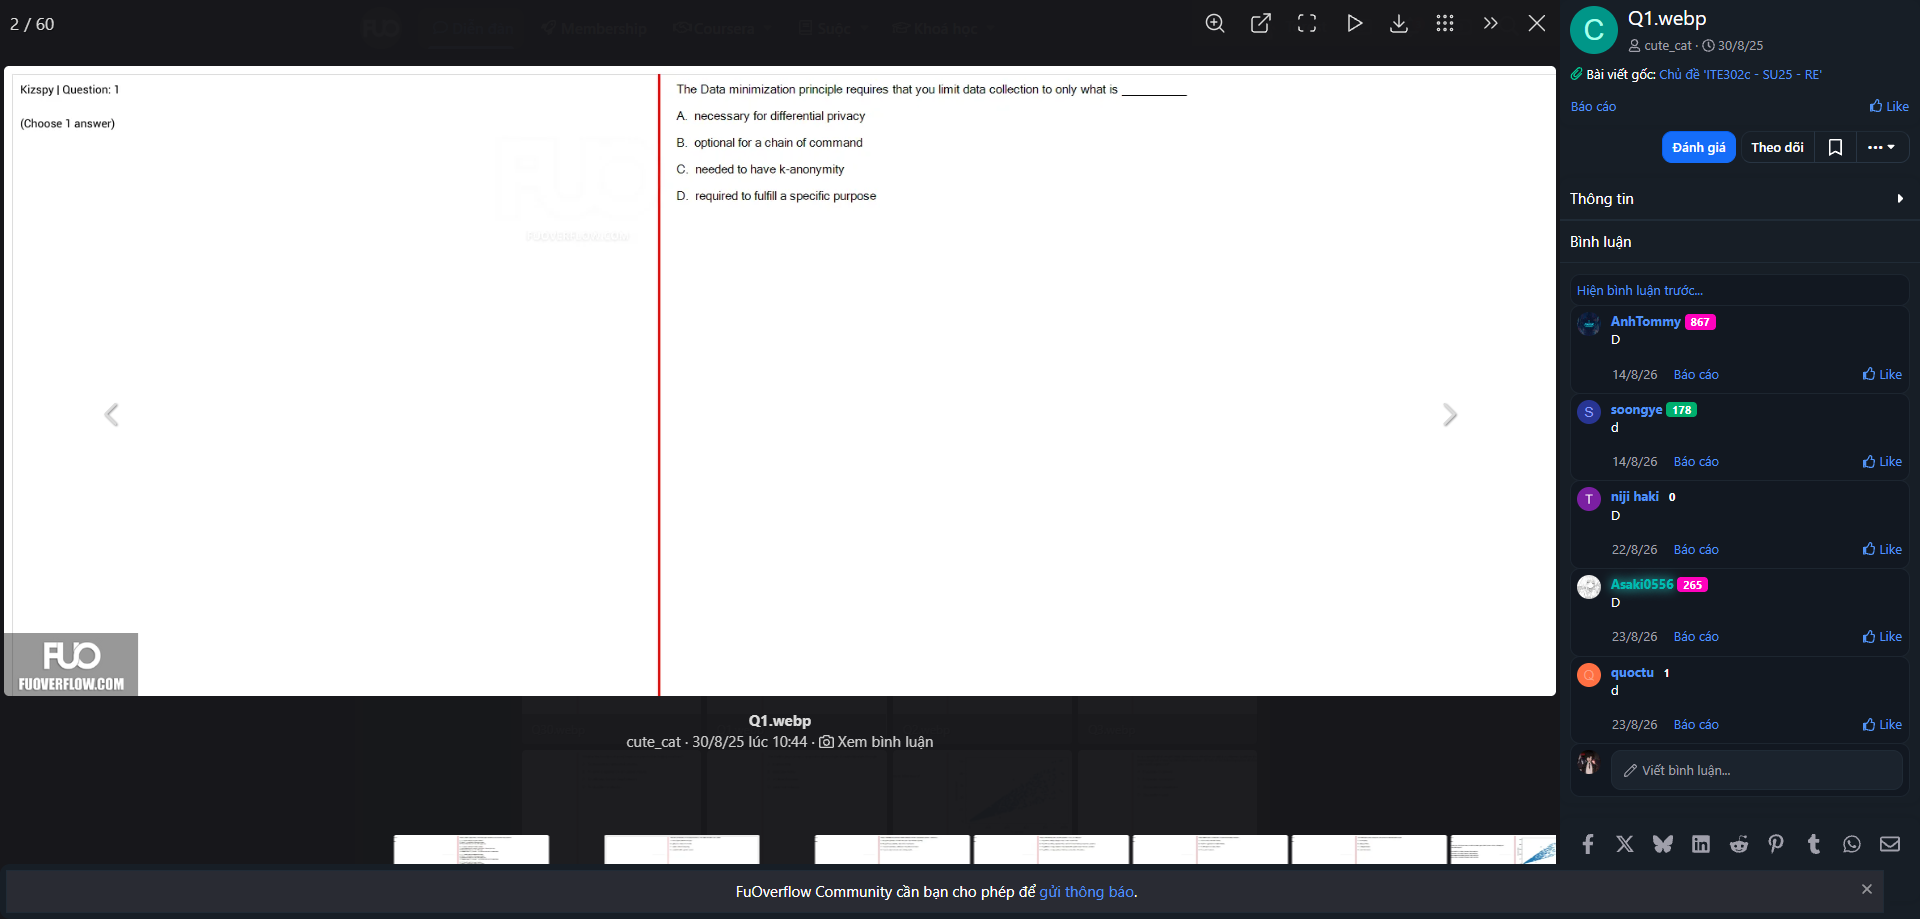 2 / 60
Membership
Coursera
Kizspy | Question: 1
(Choose 1 answer)
The Data minimization principle requires that you limit data collection to only what is __________
A. necessary for differential privacy
B. optional for a chain of command
C. needed to have k-anonymity
D. required to fulfill a specific purpose
FUO
FUOVERFLOW.COM
FUO
FUOVERFLOW.COM
Q1.webp
cute_cat · 30/8/25 lúc 10:44 · Xem bình luận
C
Q1.webp
cute_cat · 30/8/25
Bài viết gốc: Chủ đề 'ITE302c - SU25 - RE'
Báo cáo
Like
Đánh giá
Theo dõi
Thông tin
Bình luận
Hiện bình luận trước...
AnhTommy 867
D
14/8/26 Báo cáo Like
S
soongye 178
d
14/8/26 Báo cáo Like
T
niji haki 0
D
22/8/26 Báo cáo Like
Asaki0556 265
D
23/8/26 Báo cáo Like
Q
quoctu 1
d
23/8/26 Báo cáo Like
Viết bình luận...
FuOverflow Community cần bạn cho phép để gửi thông báo.